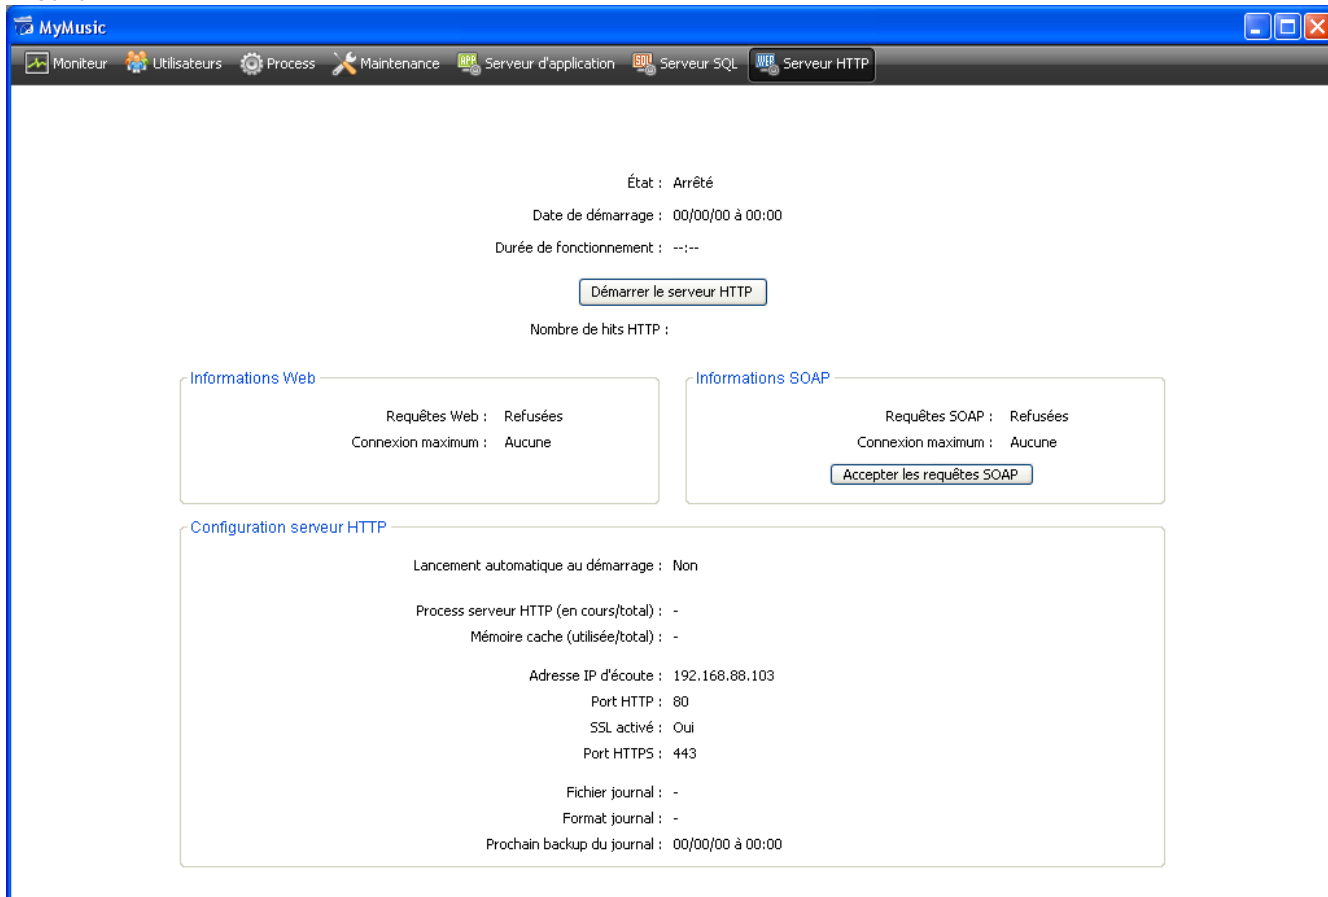 MyMusic
Moniteur Utilisateurs Process Maintenance Serveur d'application Serveur SQL Serveur HTTP
État : Arrêté
Date de démarrage : 00/00/00 à 00:00
Durée de fonctionnement : --:--
Démarrer le serveur HTTP
Nombre de hits HTTP :
Informations Web
Requêtes Web : Refusées
Connexion maximum : Aucune
Informations SOAP
Requêtes SOAP : Refusées
Connexion maximum : Aucune
Accepter les requêtes SOAP
Configuration serveur HTTP
Lancement automatique au démarrage : Non
Process serveur HTTP (en cours/total) : -
Mémoire cache (utilisée/total) : -
Adresse IP d'écoute : 192.168.88.103
Port HTTP : 80
SSL activé : Oui
Port HTTPS : 443
Fichier journal : -
Format journal : -
Prochain backup du journal : 00/00/00 à 00:00